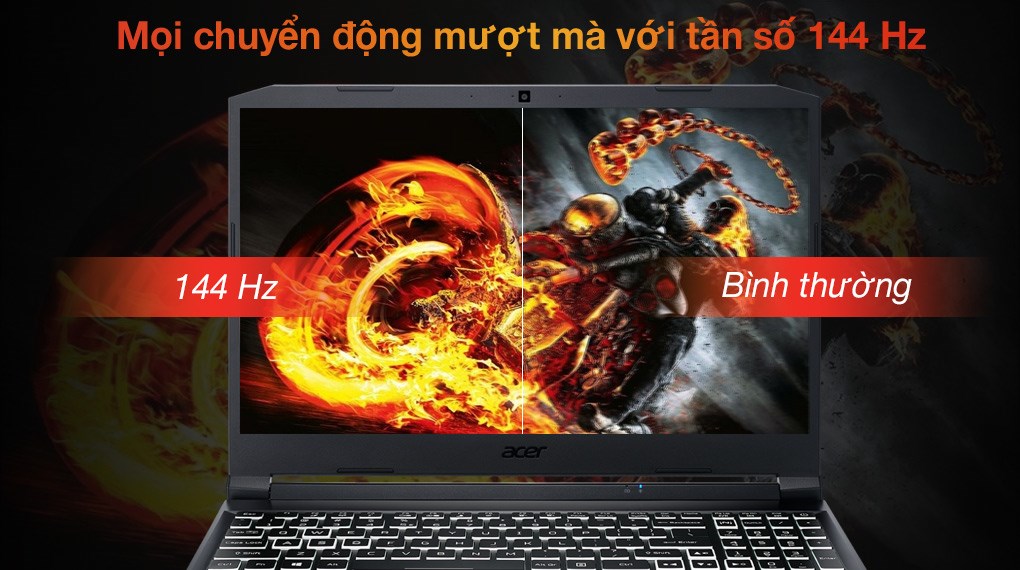 Mọi chuyển động mượt mà với tần số 144 Hz
144 Hz
Bình thường
acer